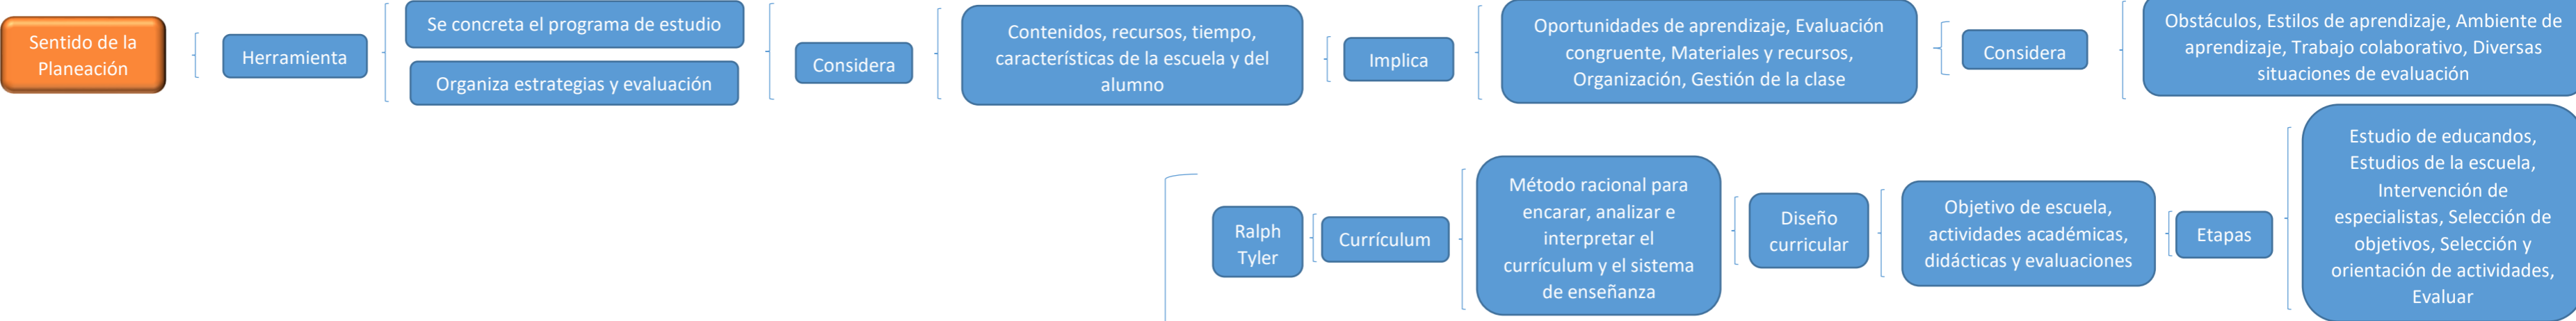 Sentido de la
Planeación
Herramienta
Se concreta el programa de estudio
Organiza estrategias y evaluación
Considera
Contenidos, recursos, tiempo,
características de la escuela y del
alumno
Implica
Oportunidades de aprendizaje, Evaluación
congruente, Materiales y recursos,
Organización, Gestión de la clase
Considera
Obstáculos, Estilos de aprendizaje, Ambiente de
aprendizaje, Trabajo colaborativo, Diversas
situaciones de evaluación
Ralph
Tyler
Currículum
Método racional para
encarar, analizar e
interpretar el
currículum y el sistema
de enseñanza
Diseño
curricular
Objetivo de escuela,
actividades académicas,
didácticas y evaluaciones
Etapas
Estudio de educandos,
Estudios de la escuela,
Intervención de
especialistas, Selección de
objetivos, Selección y
orientación de actividades,
Evaluar